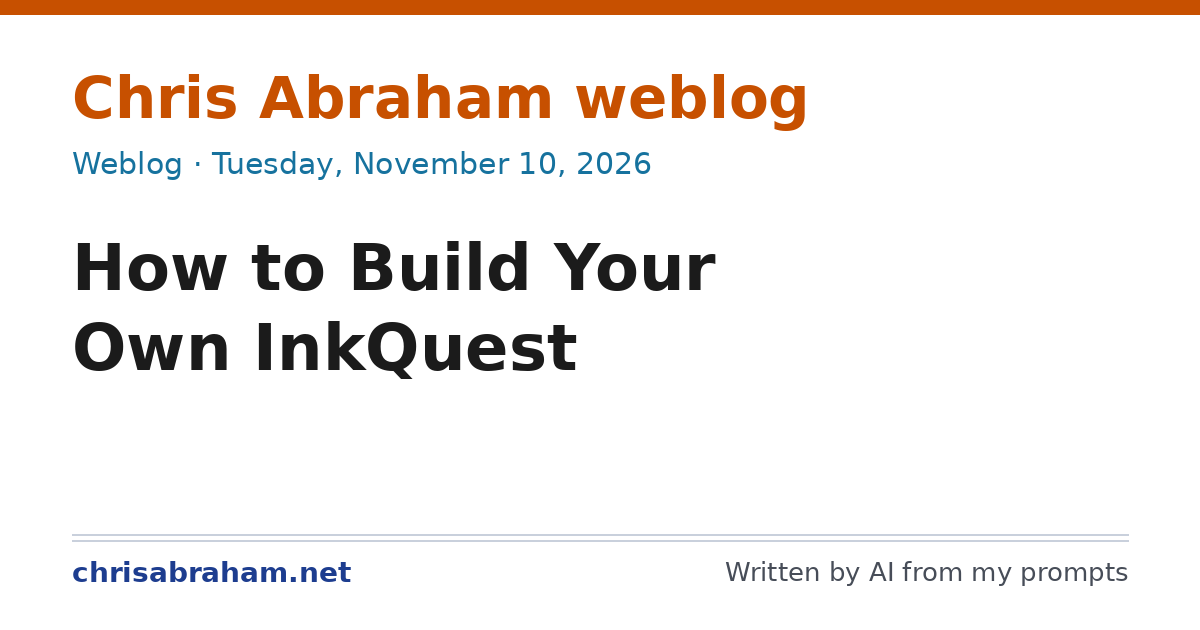 Chris Abraham weblog
Weblog · Tuesday, November 10, 2026
How to Build Your
Own InkQuest
chrisabraham.net
Written by AI from my prompts